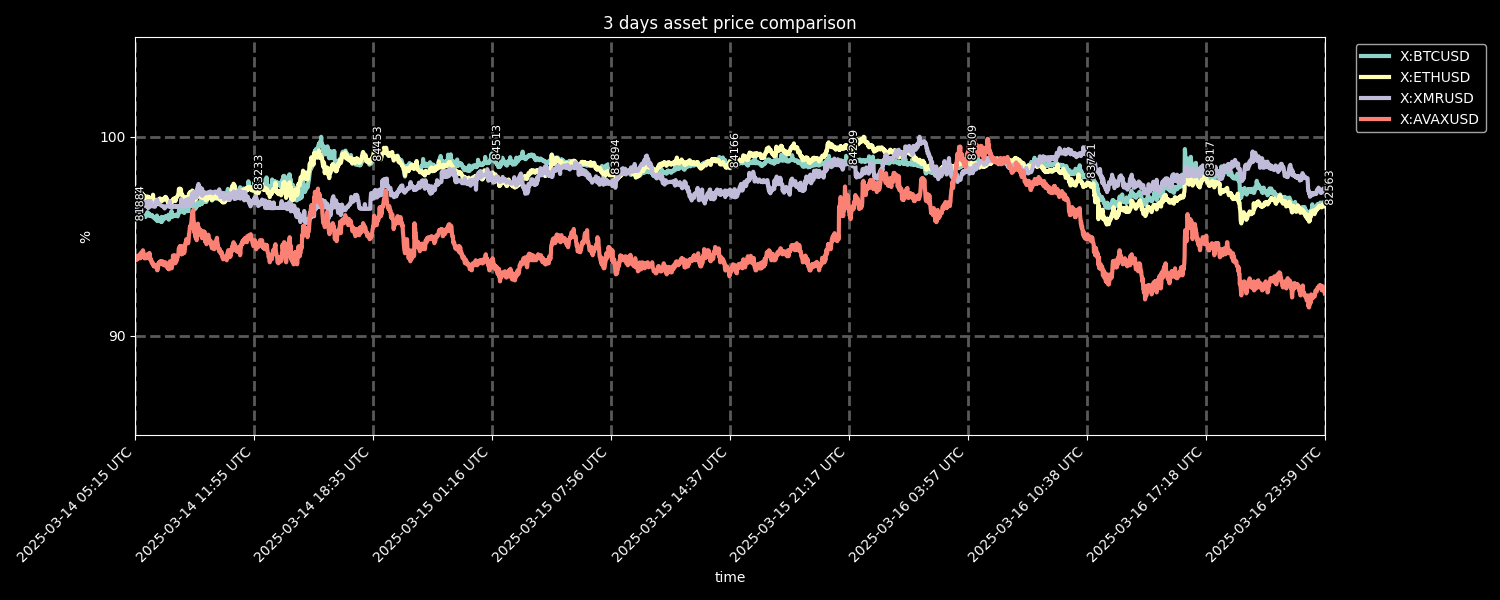 3 days asset price comparison
X:BTCUSD
X:ETHUSD
X:XMRUSD
X:AVAXUSD
100
90
%
81884
83233
84453
84513
83894
84166
84299
84509
83721
83817
82563
2025-03-14 05:15 UTC
2025-03-14 11:55 UTC
2025-03-14 18:35 UTC
2025-03-15 01:16 UTC
2025-03-15 07:56 UTC
2025-03-15 14:37 UTC
2025-03-15 21:17 UTC
2025-03-16 03:57 UTC
2025-03-16 10:38 UTC
2025-03-16 17:18 UTC
2025-03-16 23:59 UTC
time